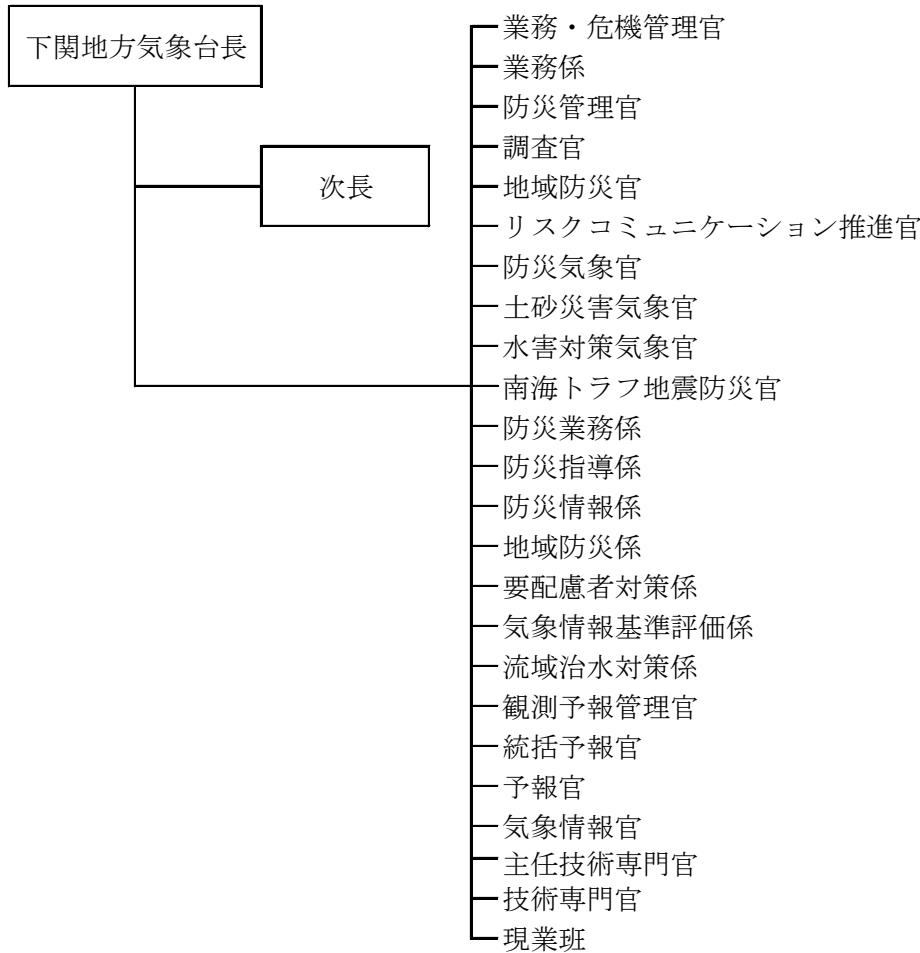 下関地方気象台長
次長
業務・危機管理官
業務係
防災管理官
調査官
地域防災官
リスクコミュニケーション推進官
防災気象官
土砂災害気象官
水害対策気象官
南海トラフ地震防災官
防災業務係
防災指導係
防災情報係
地域防災係
要配慮者対策係
気象情報基準評価係
流域治水対策係
観測予報管理官
統括予報官
予報官
気象情報官
主任技術専門官
技術専門官
現業班